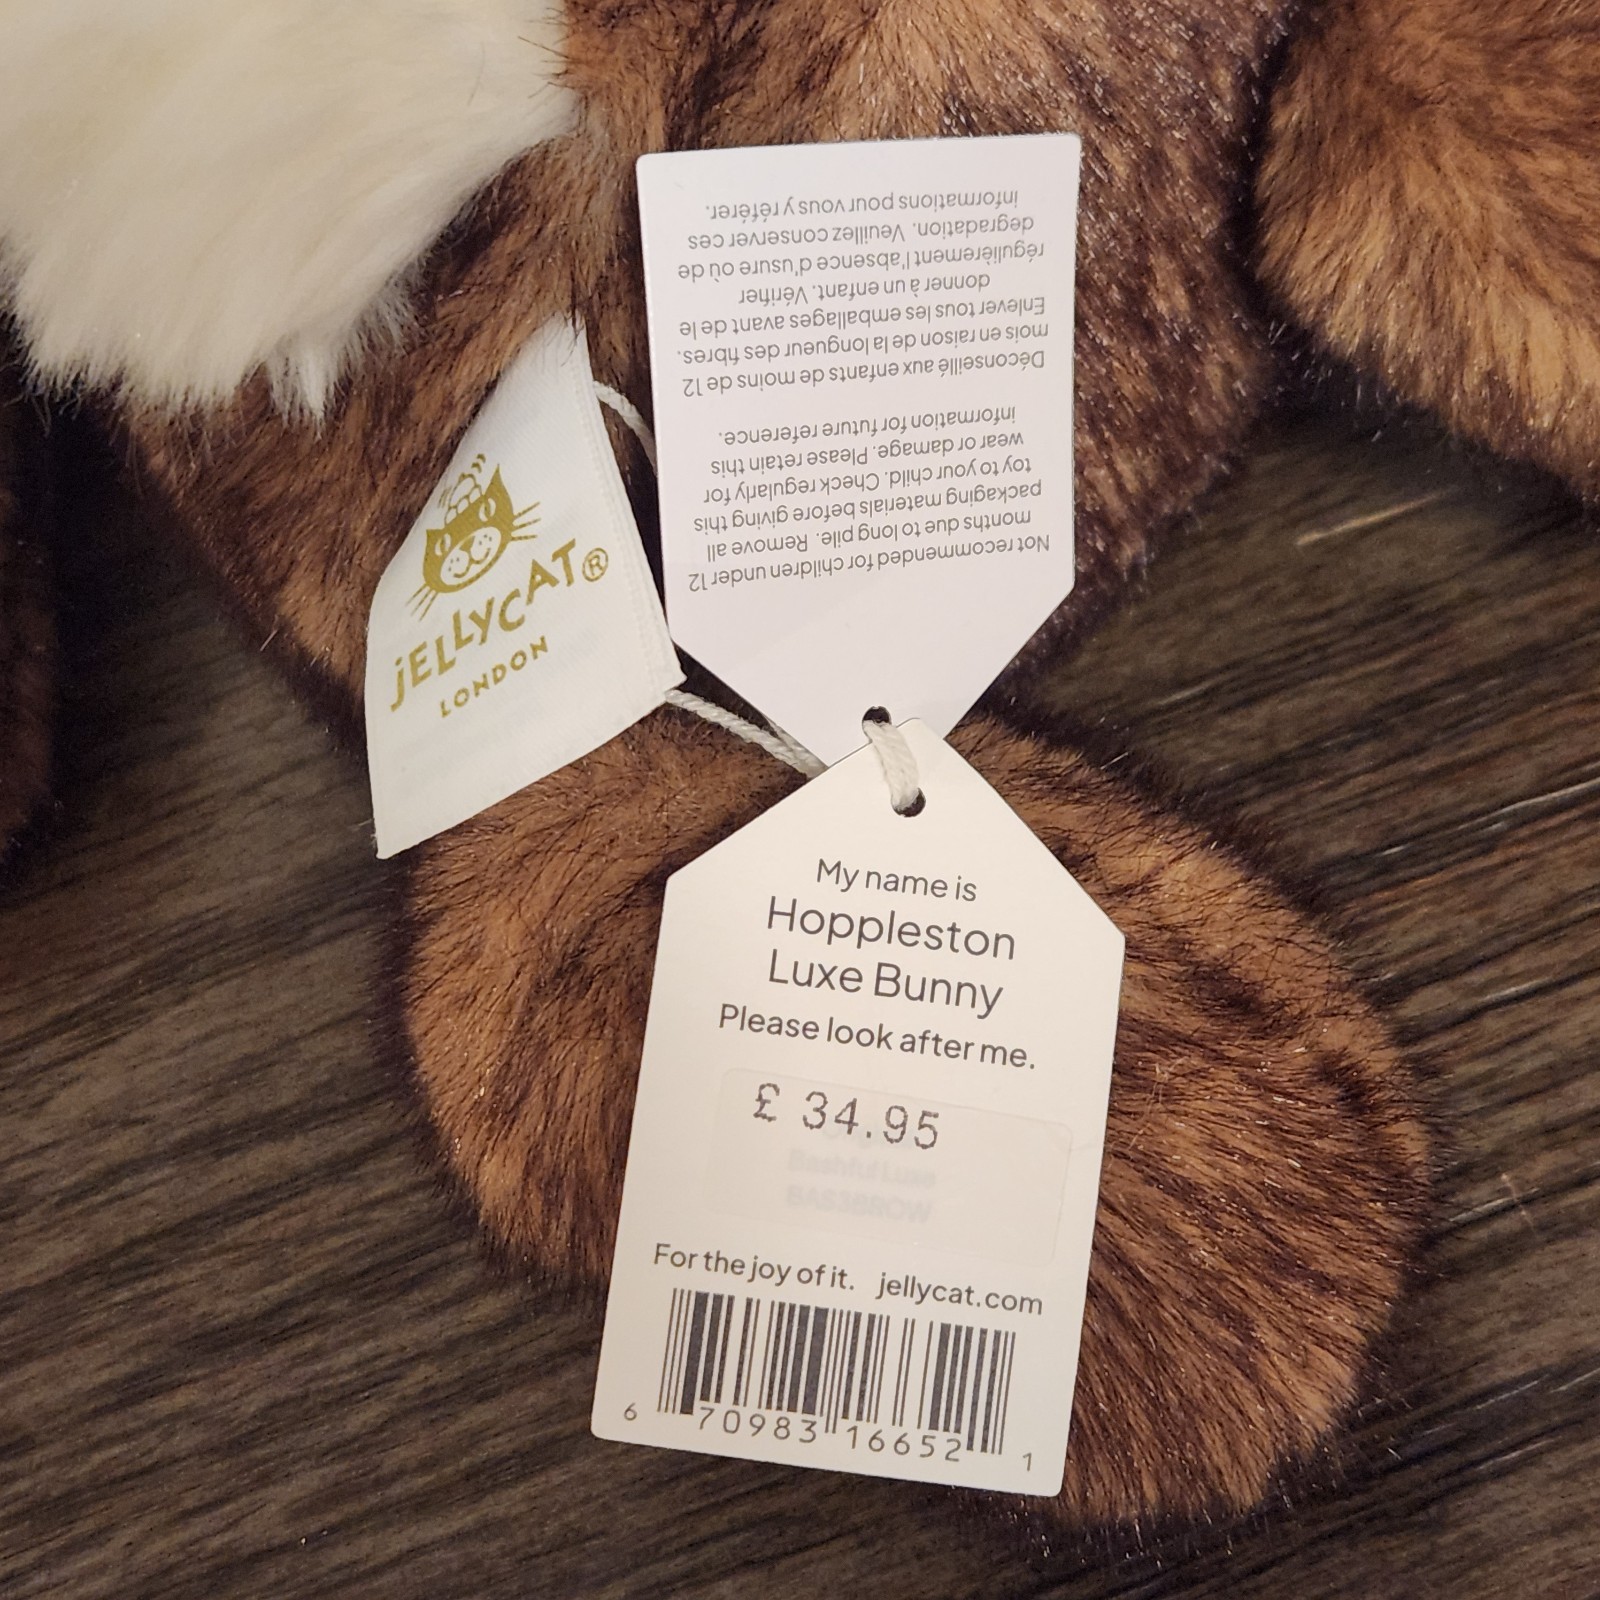 JELLYCAT®
LONDON
Not recommended for children under 12
months due to long pile. Remove all
packaging materials before giving this
toy to your child. Check regularly for
wear or damage. Please retain this
information for future reference.
Déconseillé aux enfants de moins de 12
mois en raison de la longueur des fibres.
Enlever tous les emballages avant de le
donner à un enfant. Vérifier
régulièrement l'absence d'usure où de
dégradation. Veuillez conserver ces
informations pour vous y référer.
My name is
Hoppleston
Luxe Bunny
Please look after me.
£ 34.95
Bashful Luxe
For the joy of it. jellycat.com
6 70983 16652 1